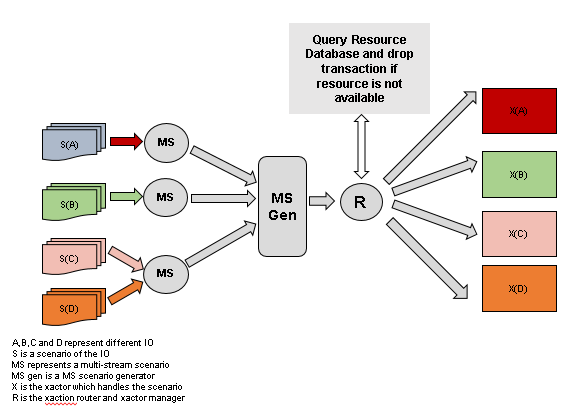 Query Resource
Database and drop
transaction if
resource is not
available
S(A)
MS
X(A)
S(B)
MS
MS
Gen
R
X(B)
S(C)
MS
X(C)
S(D)
X(D)
A,B,C and D represent different IO
S is a scenario of the IO
MS represents a multi-stream scenario
MS gen is a MS scenario generator
X is the xactor which handles the scenario
R is the xaction router and xactor manager